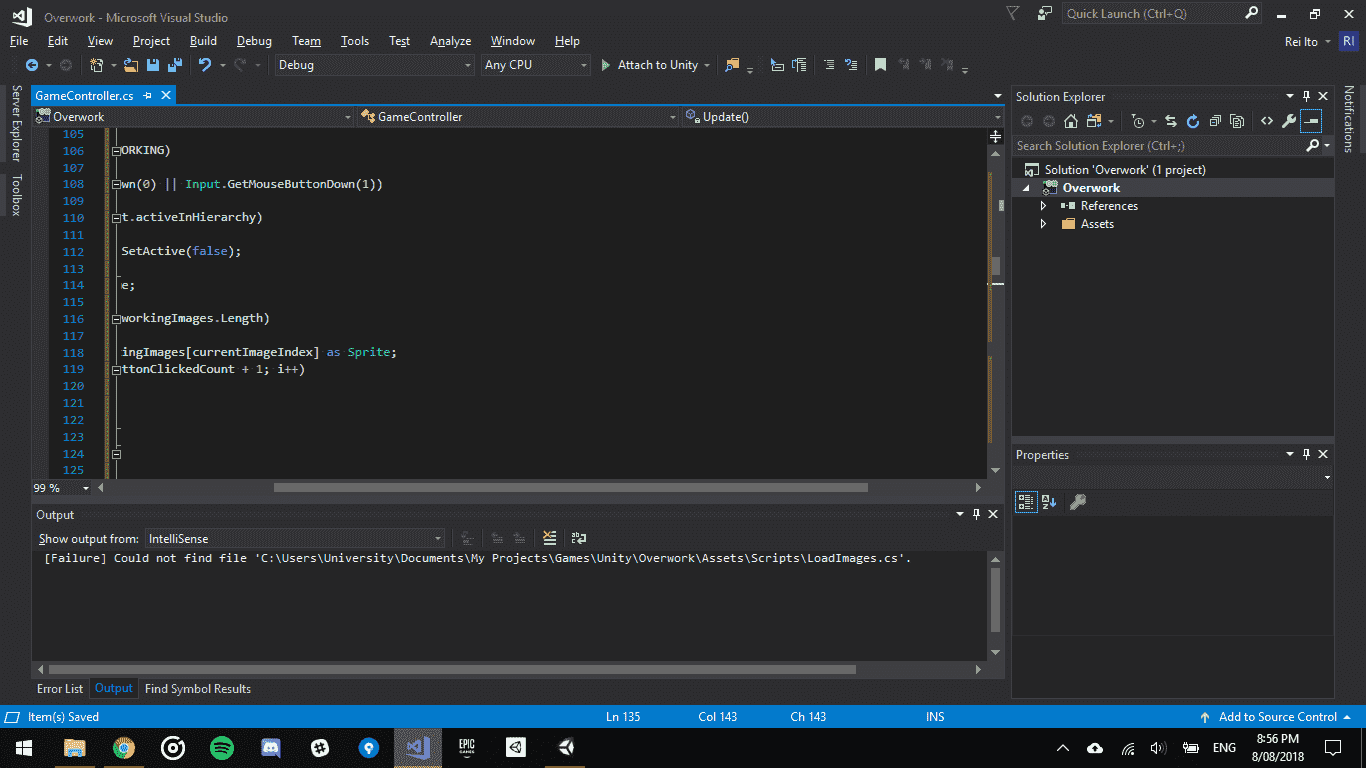 Overwork - Microsoft Visual Studio
Quick Launch (Ctrl+Q)
File Edit View Project Build Debug Team Tools Test Analyze Window Help
Rei Ito RI
Debug Any CPU Attach to Unity
Server Explorer
Toolbox
GameController.cs
Overwork GameController Update()
105
106 ORKING)
107
108 wn(0) || Input.GetMouseButtonDown(1))
109
110 t.activeInHierarchy)
111
112 SetActive(false);
113
114 e;
115
116 workingImages.Length)
117
118 ingImages[currentImageIndex] as Sprite;
119 ttonClickedCount + 1; i++)
120
121
122
123
124
125
99 %
Output
Show output from: IntelliSense
[Failure] Could not find file 'C:\Users\University\Documents\My Projects\Games\Unity\Overwork\Assets\Scripts\LoadImages.cs'.
Error List Output Find Symbol Results
Solution Explorer
Search Solution Explorer (Ctrl+;)
Solution 'Overwork' (1 project)
Overwork
References
Assets
Properties
Notifications
Item(s) Saved Ln 135 Col 143 Ch 143 INS Add to Source Control
EPIC GAMES
ENG
8:56 PM
8/08/2018